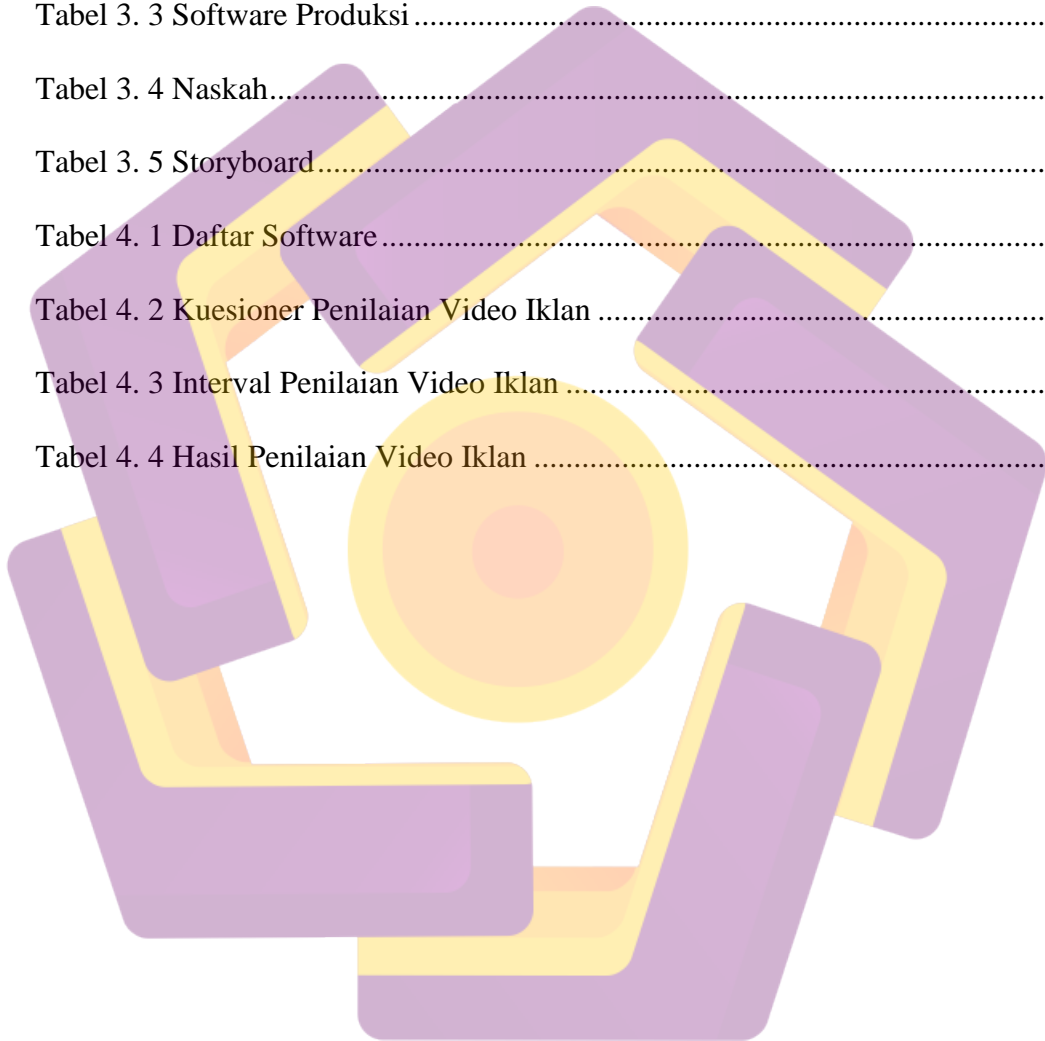 Tabel 3. 3 Software Produksi ..........................................................................
Tabel 3. 4 Naskah............................................................................................
Tabel 3. 5 Storyboard......................................................................................
Tabel 4. 1 Daftar Software..............................................................................
Tabel 4. 2 Kuesioner Penilaian Video Iklan ...................................................
Tabel 4. 3 Interval Penilaian Video Iklan .......................................................
Tabel 4. 4 Hasil Penilaian Video Iklan ...........................................................